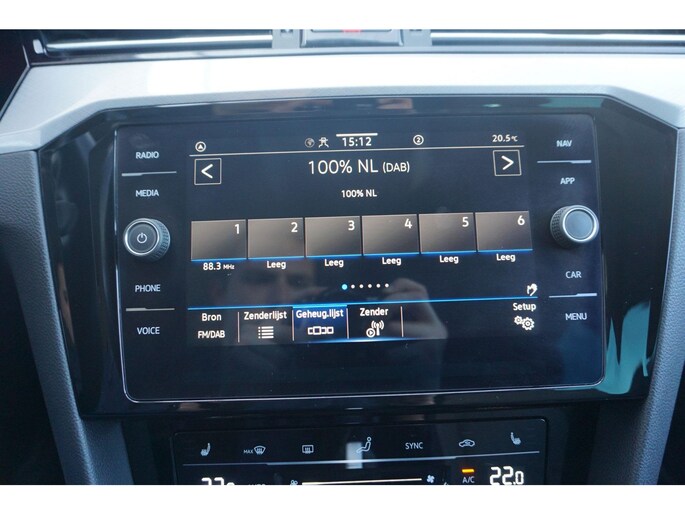 RADIO
MEDIA
PHONE
VOICE
A 15:12 2 20.5°C
< 100% NL (DAB) >
100% NL
1 2 3 4 5 6
88.3 MHz Leeg Leeg Leeg Leeg Leeg
Bron Zenderlijst Geheug.lijst Zender Setup
FM/DAB
NAV
APP
CAR
MENU
MAX SYNC
A/C 22.0